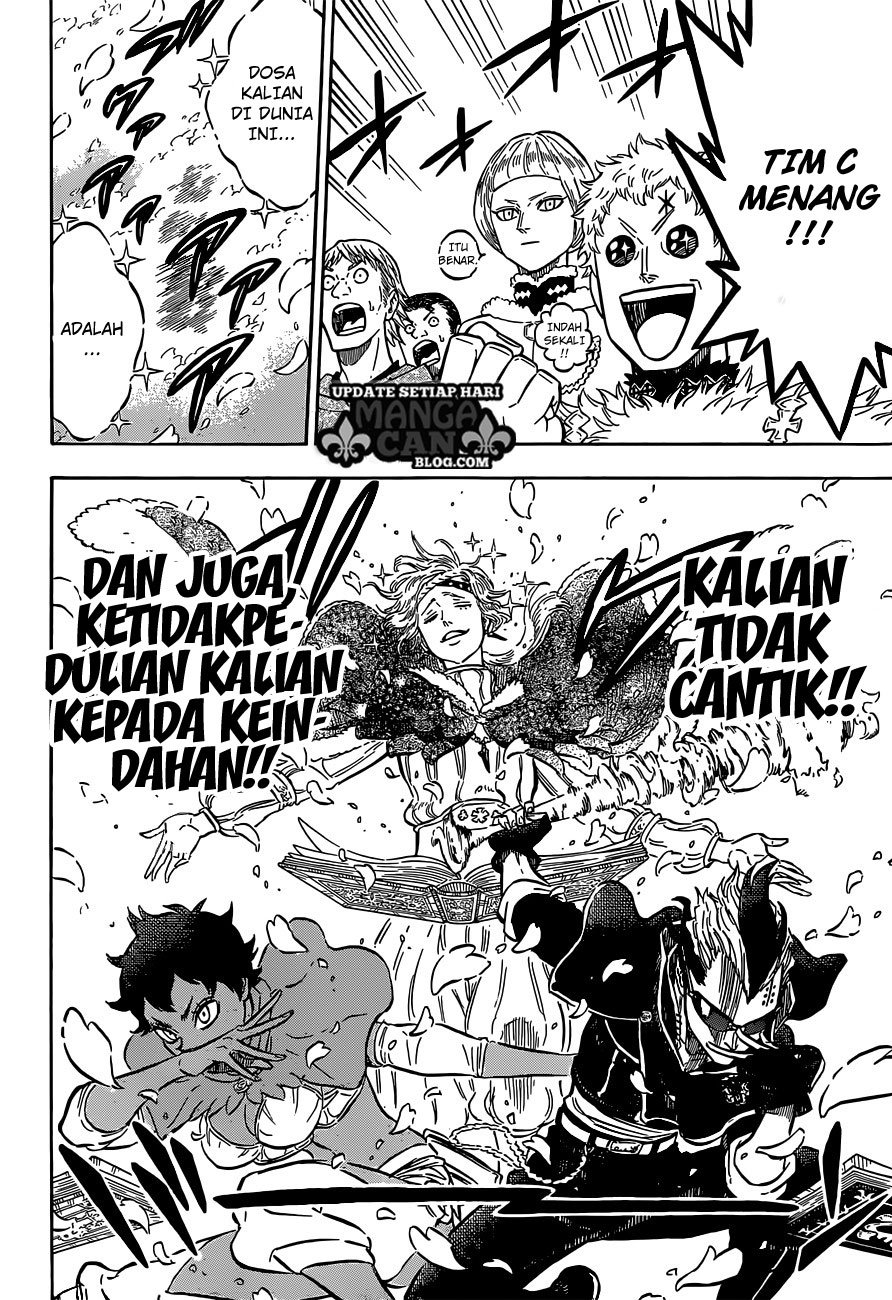 TIM C
MENANG
!!!
ITU
BENAR.
INDAH
SEKALI
!!
DOSA
KALIAN
DI DUNIA
INI...
ADALAH
...
UPDATE SETIAP HARI
MANGA
CAN
BLOG.COM
KALIAN
TIDAK
CANTIK!!
DAN JUGA,
KETIDAKPE-
DULIAN KALIAN
KEPADA KEIN-
DAHAN!!